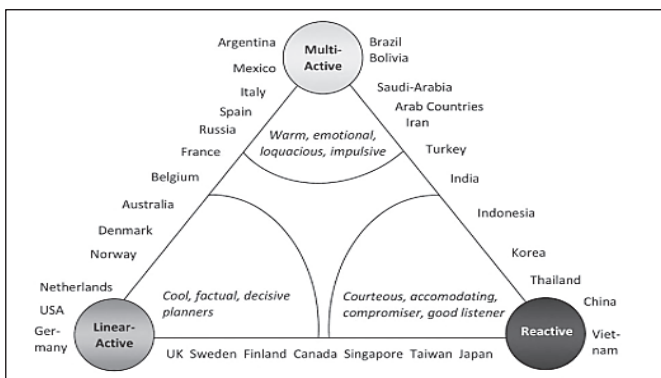 Argentina
Multi-
Active
Brazil
Bolivia
Mexico
Italy
Saudi-Arabia
Spain
Arab Countries
Russia
Iran
Warm, emotional,
loquacious, impulsive
France
Turkey
Belgium
India
Australia
Indonesia
Denmark
Norway
Korea
Thailand
Netherlands
Cool, factual, decisive
planners
Courteous, accomodating,
compromiser, good listener
China
USA
Linear-
Active
Reactive
Ger-
many
Viet-
nam
UK Sweden Finland Canada Singapore Taiwan Japan